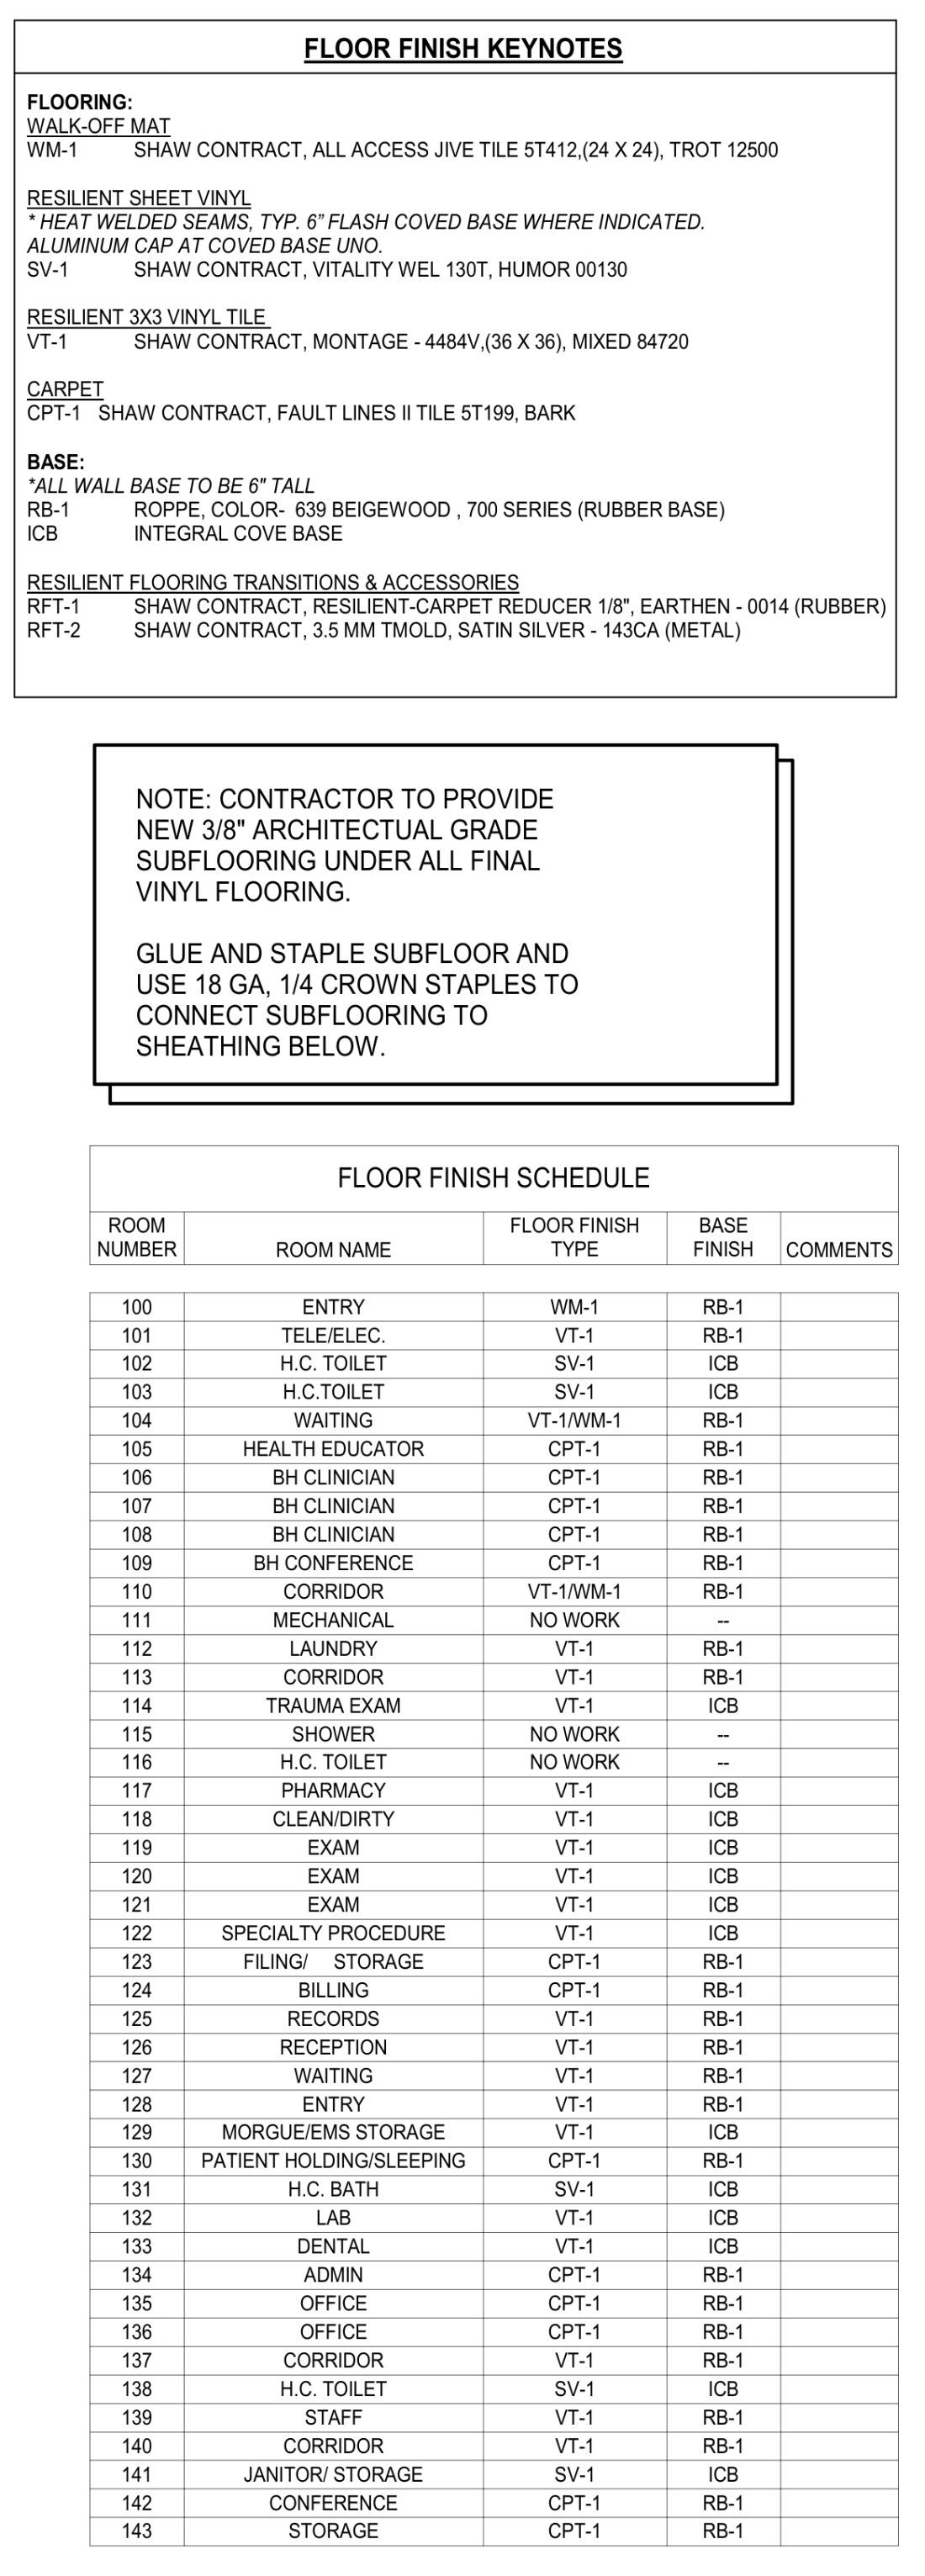 FLOOR FINISH KEYNOTES
FLOORING:
WALK-OFF MAT
WM-1 SHAW CONTRACT, ALL ACCESS JIVE TILE 5T412,(24 X 24), TROT 12500
RESILIENT SHEET VINYL
* HEAT WELDED SEAMS, TYP. 6” FLASH COVED BASE WHERE INDICATED.
ALUMINUM CAP AT COVED BASE UNO.
SV-1 SHAW CONTRACT, VITALITY WEL 130T, HUMOR 00130
RESILIENT 3X3 VINYL TILE
VT-1 SHAW CONTRACT, MONTAGE - 4484V,(36 X 36), MIXED 84720
CARPET
CPT-1 SHAW CONTRACT, FAULT LINES II TILE 5T199, BARK
BASE:
*ALL WALL BASE TO BE 6" TALL
RB-1 ROPPE, COLOR- 639 BEIGEWOOD , 700 SERIES (RUBBER BASE)
ICB INTEGRAL COVE BASE
RESILIENT FLOORING TRANSITIONS & ACCESSORIES
RFT-1 SHAW CONTRACT, RESILIENT-CARPET REDUCER 1/8", EARTHEN - 0014 (RUBBER)
RFT-2 SHAW CONTRACT, 3.5 MM TMOLD, SATIN SILVER - 143CA (METAL)
NOTE: CONTRACTOR TO PROVIDE
NEW 3/8" ARCHITECTUAL GRADE
SUBFLOORING UNDER ALL FINAL
VINYL FLOORING.
GLUE AND STAPLE SUBFLOOR AND
USE 18 GA, 1/4 CROWN STAPLES TO
CONNECT SUBFLOORING TO
SHEATHING BELOW.
FLOOR FINISH SCHEDULE
ROOM NUMBER ROOM NAME FLOOR FINISH TYPE BASE FINISH COMMENTS
100 ENTRY WM-1 RB-1
101 TELE/ELEC. VT-1 RB-1
102 H.C. TOILET SV-1 ICB
103 H.C.TOILET SV-1 ICB
104 WAITING VT-1/WM-1 RB-1
105 HEALTH EDUCATOR CPT-1 RB-1
106 BH CLINICIAN CPT-1 RB-1
107 BH CLINICIAN CPT-1 RB-1
108 BH CLINICIAN CPT-1 RB-1
109 BH CONFERENCE CPT-1 RB-1
110 CORRIDOR VT-1/WM-1 RB-1
111 MECHANICAL NO WORK --
112 LAUNDRY VT-1 RB-1
113 CORRIDOR VT-1 RB-1
114 TRAUMA EXAM VT-1 ICB
115 SHOWER NO WORK --
116 H.C. TOILET NO WORK --
117 PHARMACY VT-1 ICB
118 CLEAN/DIRTY VT-1 ICB
119 EXAM VT-1 ICB
120 EXAM VT-1 ICB
121 EXAM VT-1 ICB
122 SPECIALTY PROCEDURE VT-1 ICB
123 FILING/ STORAGE CPT-1 RB-1
124 BILLING CPT-1 RB-1
125 RECORDS VT-1 RB-1
126 RECEPTION VT-1 RB-1
127 WAITING VT-1 RB-1
128 ENTRY VT-1 RB-1
129 MORGUE/EMS STORAGE VT-1 ICB
130 PATIENT HOLDING/SLEEPING CPT-1 RB-1
131 H.C. BATH SV-1 ICB
132 LAB VT-1 ICB
133 DENTAL VT-1 ICB
134 ADMIN CPT-1 RB-1
135 OFFICE CPT-1 RB-1
136 OFFICE CPT-1 RB-1
137 CORRIDOR VT-1 RB-1
138 H.C. TOILET SV-1 ICB
139 STAFF VT-1 RB-1
140 CORRIDOR VT-1 RB-1
141 JANITOR/ STORAGE SV-1 ICB
142 CONFERENCE CPT-1 RB-1
143 STORAGE CPT-1 RB-1